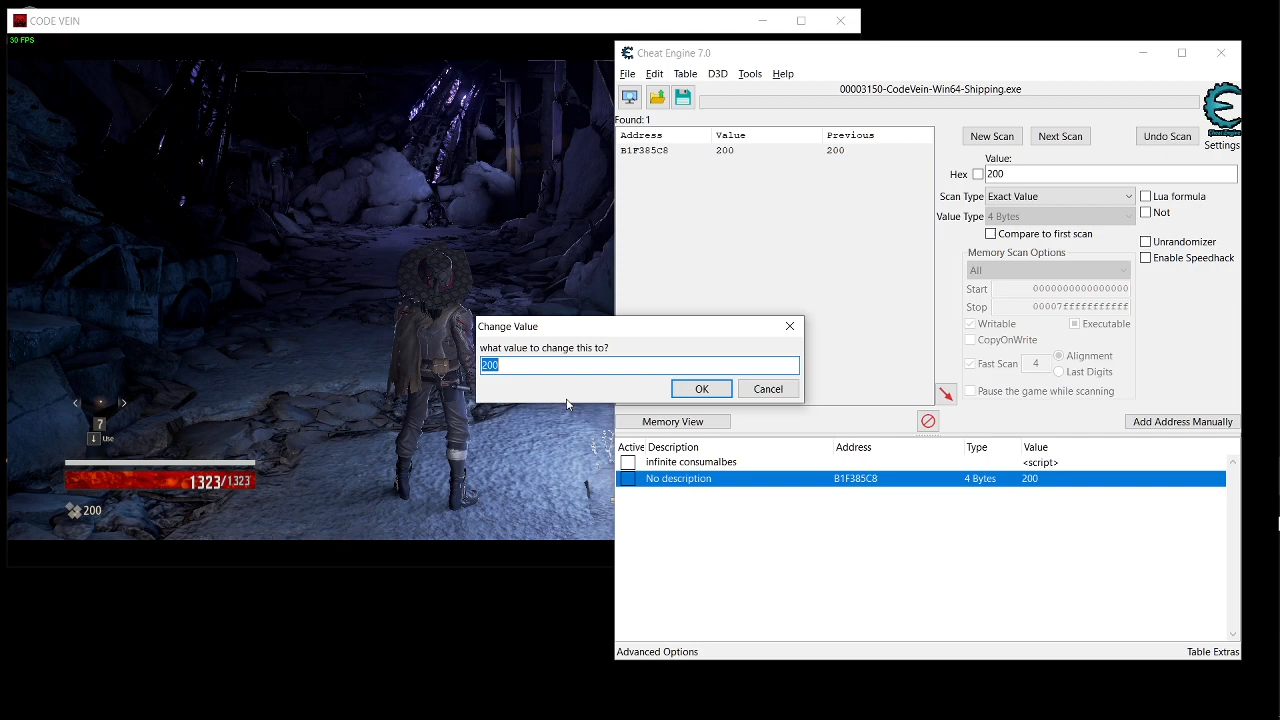 CODE VEIN
30 FPS
Cheat Engine 7.0
File Edit Table D3D Tools Help
00003150-CodeVein-Win64-Shipping.exe
Found: 1
Address Value Previous
B1F385C8 200 200
New Scan Next Scan Undo Scan
Cheat Engine
Settings
Value:
Hex 200
Scan Type Exact Value
Value Type 4 Bytes
Compare to first scan
Lua formula
Not
Unrandomizer
Enable Speedhack
Memory Scan Options
All
Start 0000000000000000
Stop 00007fffffffffff
Writable Executable
CopyOnWrite
Fast Scan 4 Alignment
Last Digits
Pause the game while scanning
Change Value
what value to change this to?
200
OK Cancel
Memory View Add Address Manually
Active Description Address Type Value
infinite consumalbes <script>
No description B1F385C8 4 Bytes 200
7
Use
1323/1323
200
Advanced Options Table Extras